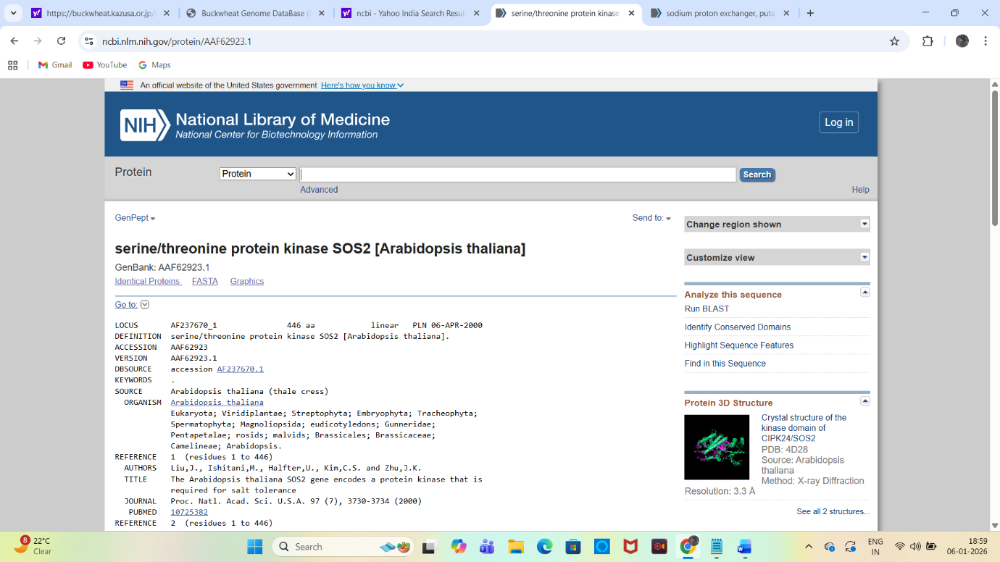 https://buckwheat.kazusa.or.jp/
Buckwheat Genome DataBase (
ncbi - Yahoo India Search Resul
serine/threonine protein kinase
sodium proton exchanger, puta
ncbi.nlm.nih.gov/protein/AAF62923.1
Gmail YouTube Maps
An official website of the United States government Here's how you know
NIH National Library of Medicine
National Center for Biotechnology Information
Log in
Protein Protein Search
Advanced
Help
GenPept
Send to:
serine/threonine protein kinase SOS2 [Arabidopsis thaliana]
GenBank: AAF62923.1
Identical Proteins FASTA Graphics
Go to:
LOCUS AF237670_1 446 aa linear PLN 06-APR-2000
DEFINITION serine/threonine protein kinase SOS2 [Arabidopsis thaliana].
ACCESSION AAF62923
VERSION AAF62923.1
DBSOURCE accession AF237670.1
KEYWORDS .
SOURCE Arabidopsis thaliana (thale cress)
ORGANISM Arabidopsis thaliana
Eukaryota; Viridiplantae; Streptophyta; Embryophyta; Tracheophyta;
Spermatophyta; Magnoliopsida; eudicotyledons; Gunneridae;
Pentapetalae; rosids; malvids; Brassicales; Brassicaceae;
Camelineae; Arabidopsis.
REFERENCE 1 (residues 1 to 446)
AUTHORS Liu,J., Ishitani,M., Halfter,U., Kim,C.S. and Zhu,J.K.
TITLE The Arabidopsis thaliana SOS2 gene encodes a protein kinase that is
required for salt tolerance
JOURNAL Proc. Natl. Acad. Sci. U.S.A. 97 (7), 3730-3734 (2000)
PUBMED 10725382
REFERENCE 2 (residues 1 to 446)
Change region shown
Customize view
Analyze this sequence
Run BLAST
Identify Conserved Domains
Highlight Sequence Features
Find in this Sequence
Protein 3D Structure
Crystal structure of the
kinase domain of
CIPK24/SOS2
PDB: 4D28
Source: Arabidopsis
thaliana
Method: X-ray Diffraction
Resolution: 3.3 Å
See all 2 structures...
8
22°C
Clear
Search
ENG
IN
18:59
06-01-2026